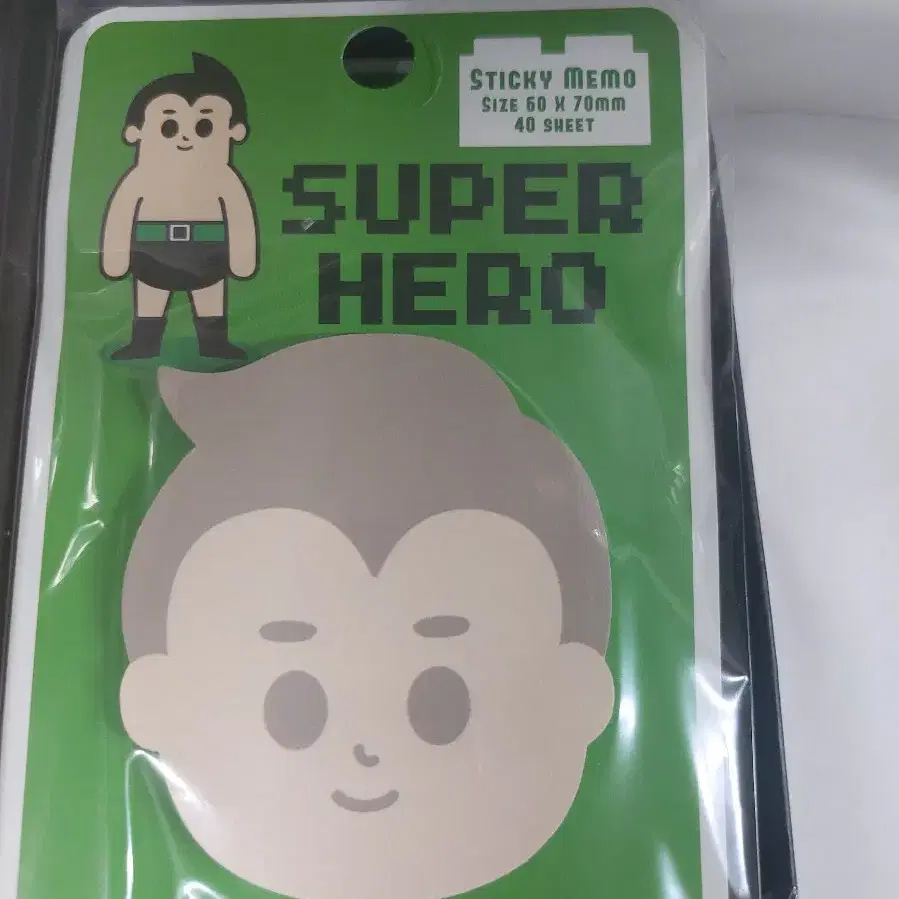 STICKY MEMO
SIZE 60 X 70MM
40 SHEET
SUPER
HERO